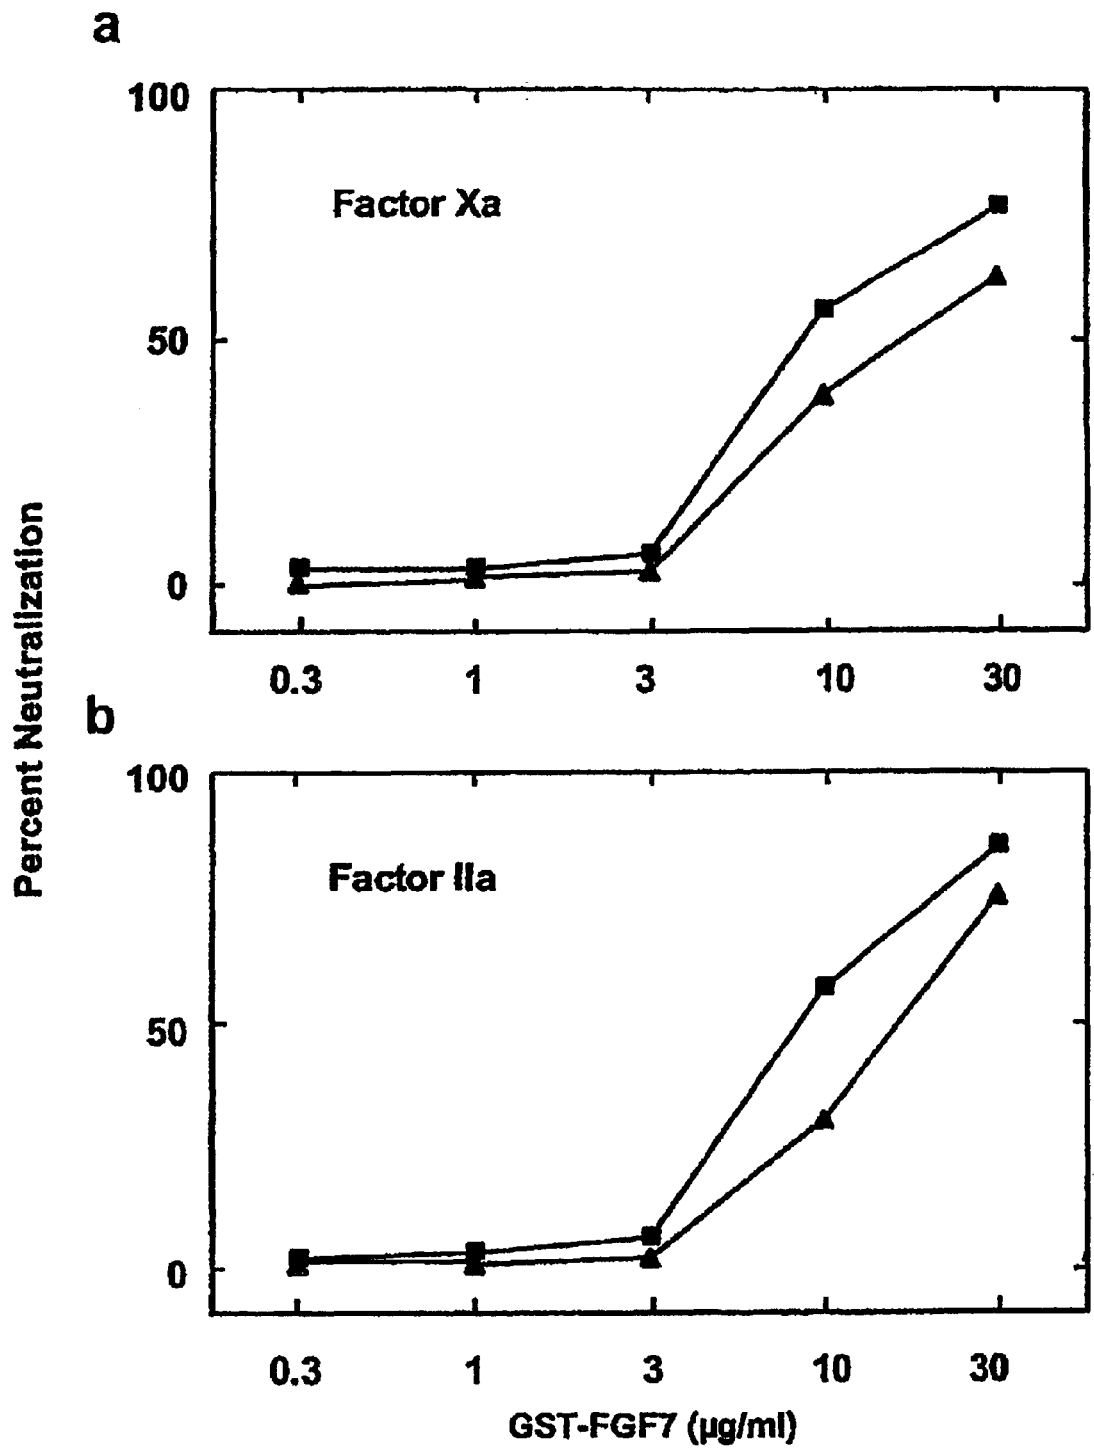 a
100
Factor Xa
50
0
0.3 1 3 10 30
Percent Neutralization
b
100
Factor IIa
50
0
0.3 1 3 10 30
GST-FGF7 (µg/ml)